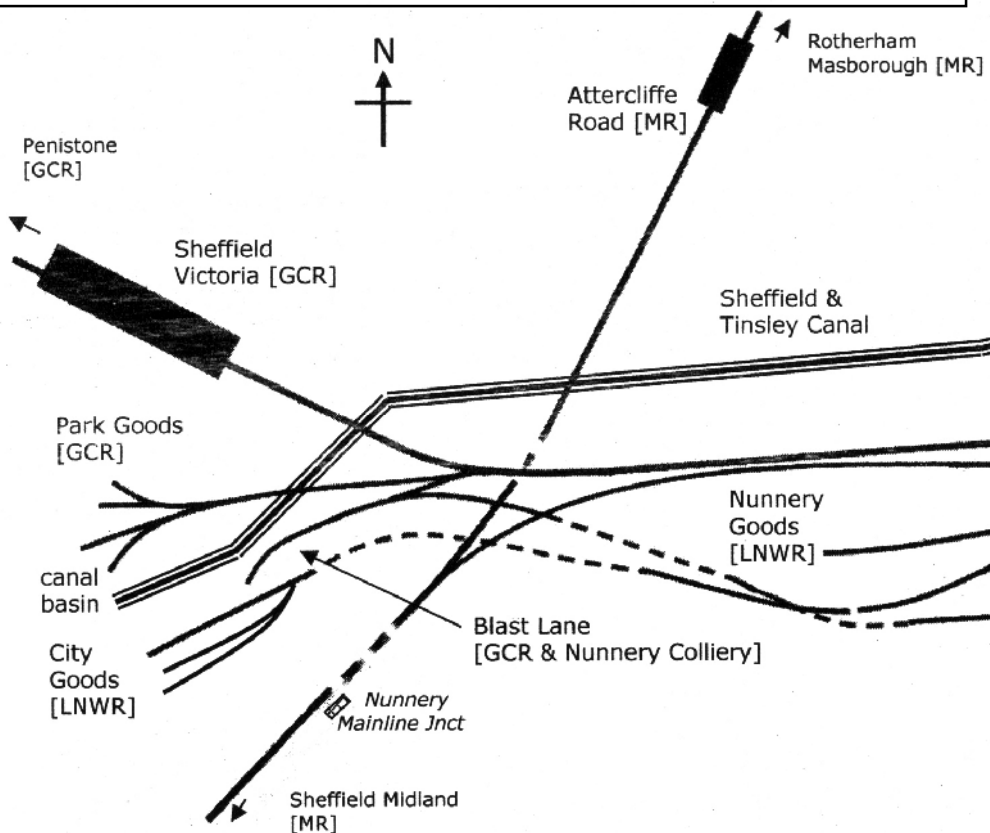 N
Rotherham
Masborough [MR]
Attercliffe
Road [MR]
Penistone
[GCR]
Sheffield
Victoria [GCR]
Sheffield &
Tinsley Canal
Park Goods
[GCR]
Nunnery
Goods
[LNWR]
canal
basin
Blast Lane
[GCR & Nunnery Colliery]
City
Goods
[LNWR]
Nunnery
Mainline Jnct
Sheffield Midland
[MR]